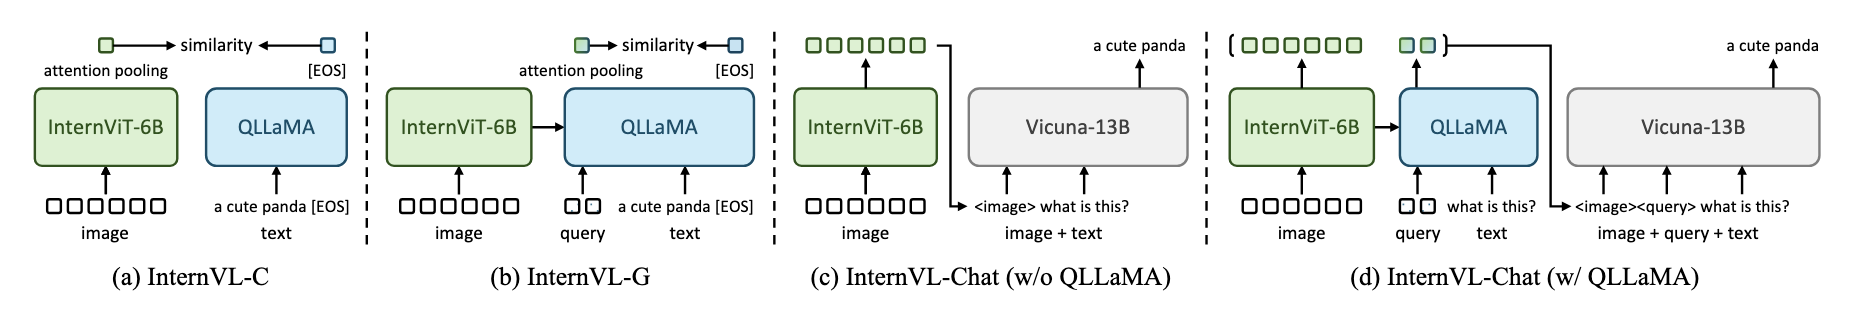 similarity
attention pooling [EOS]
InternViT-6B QLLaMA
a cute panda [EOS]
image text
(a) InternVL-C
similarity
attention pooling [EOS]
InternViT-6B QLLaMA
a cute panda [EOS]
image query text
(b) InternVL-G
a cute panda
InternViT-6B Vicuna-13B
<image> what is this?
image image + text
(c) InternVL-Chat (w/o QLLaMA)
a cute panda
InternViT-6B QLLaMA Vicuna-13B
what is this? <image><query> what is this?
image query text image + query + text
(d) InternVL-Chat (w/ QLLaMA)